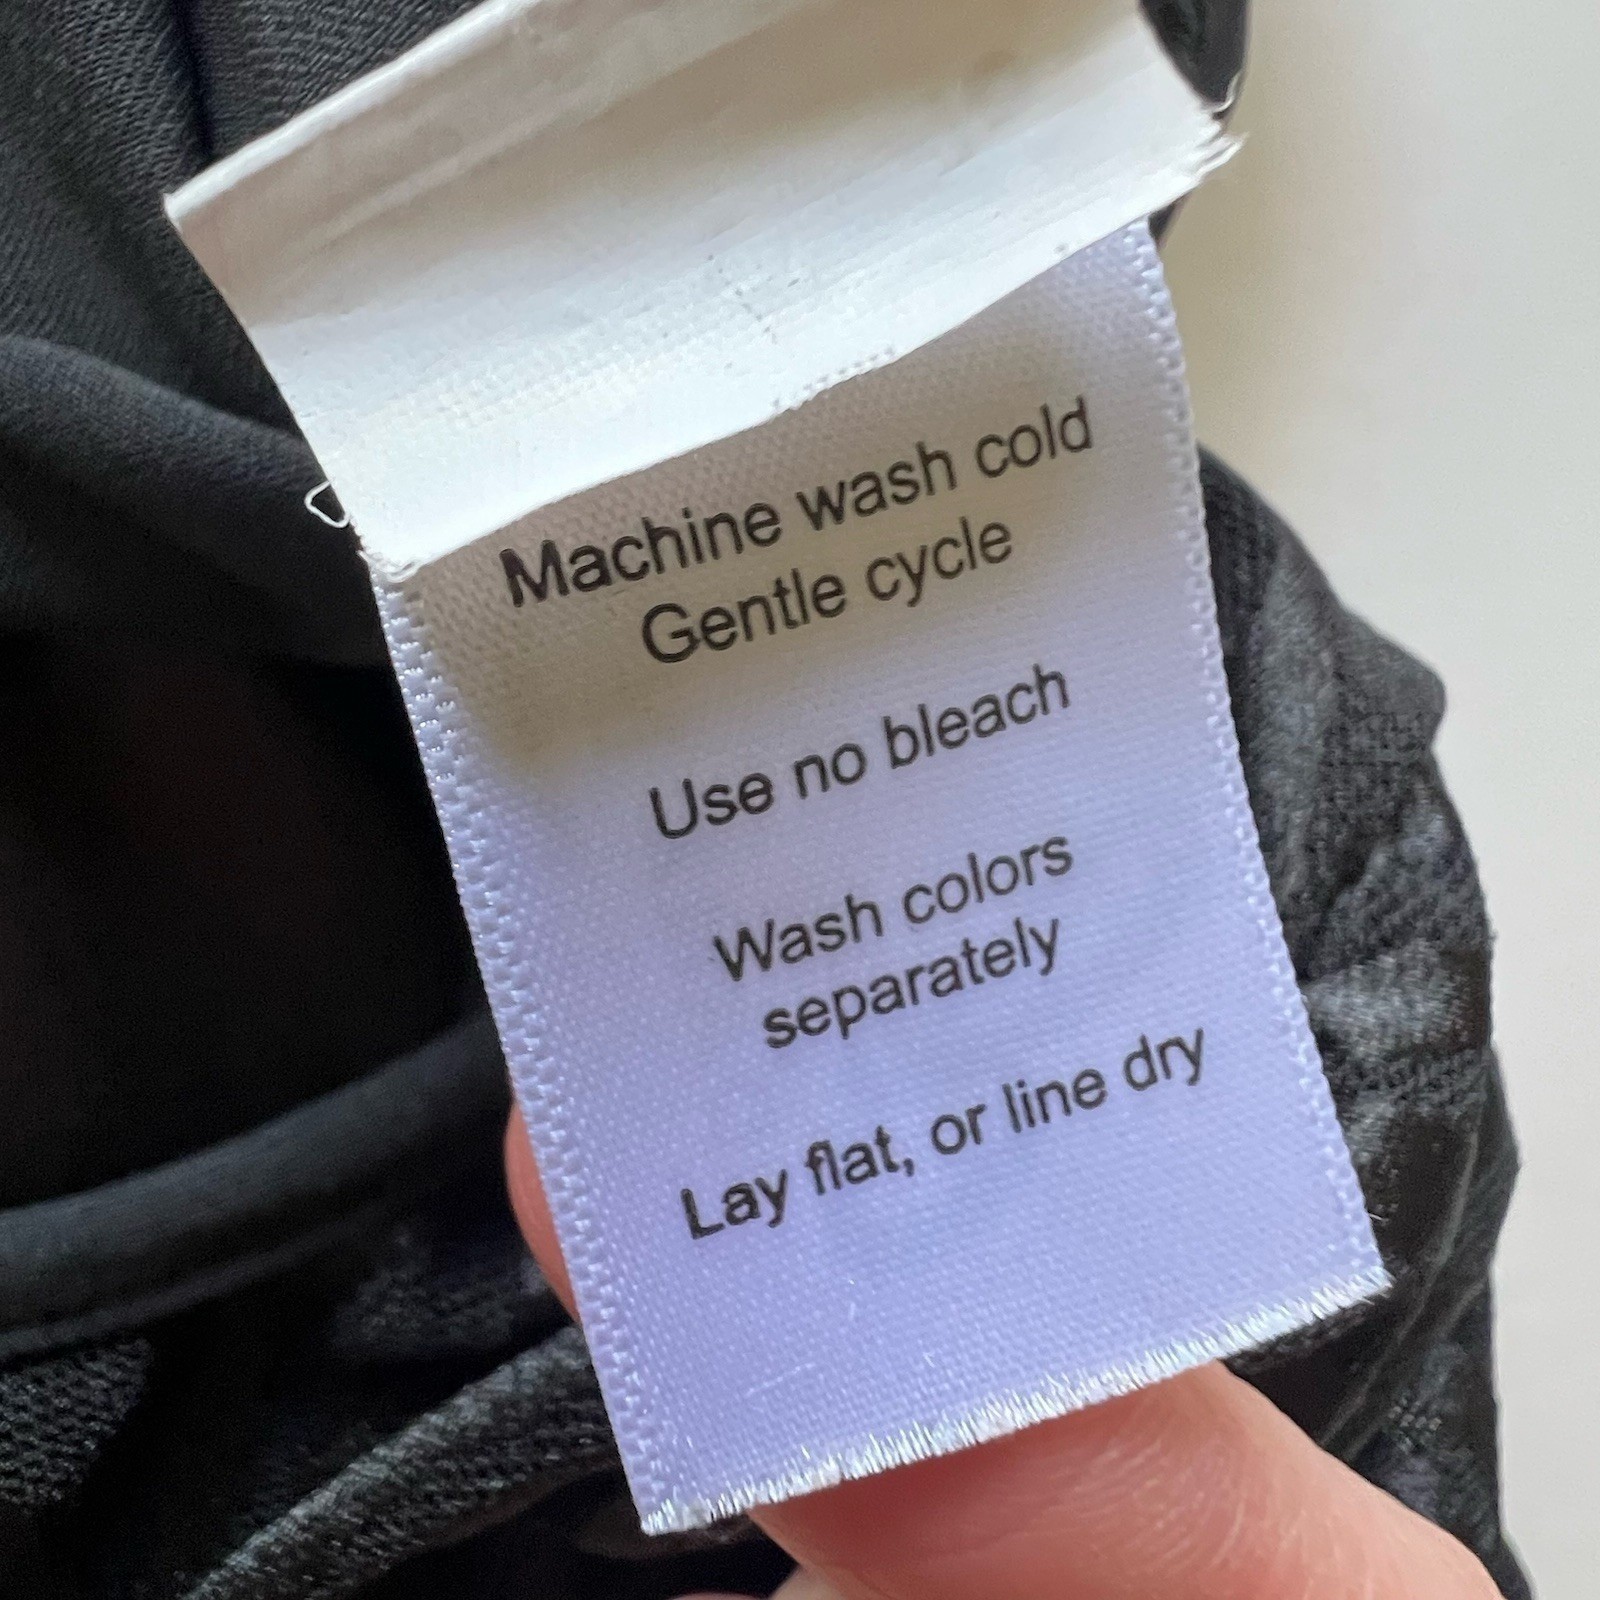 Machine wash cold
Gentle cycle
Use no bleach
Wash colors
separately
Lay flat, or line dry